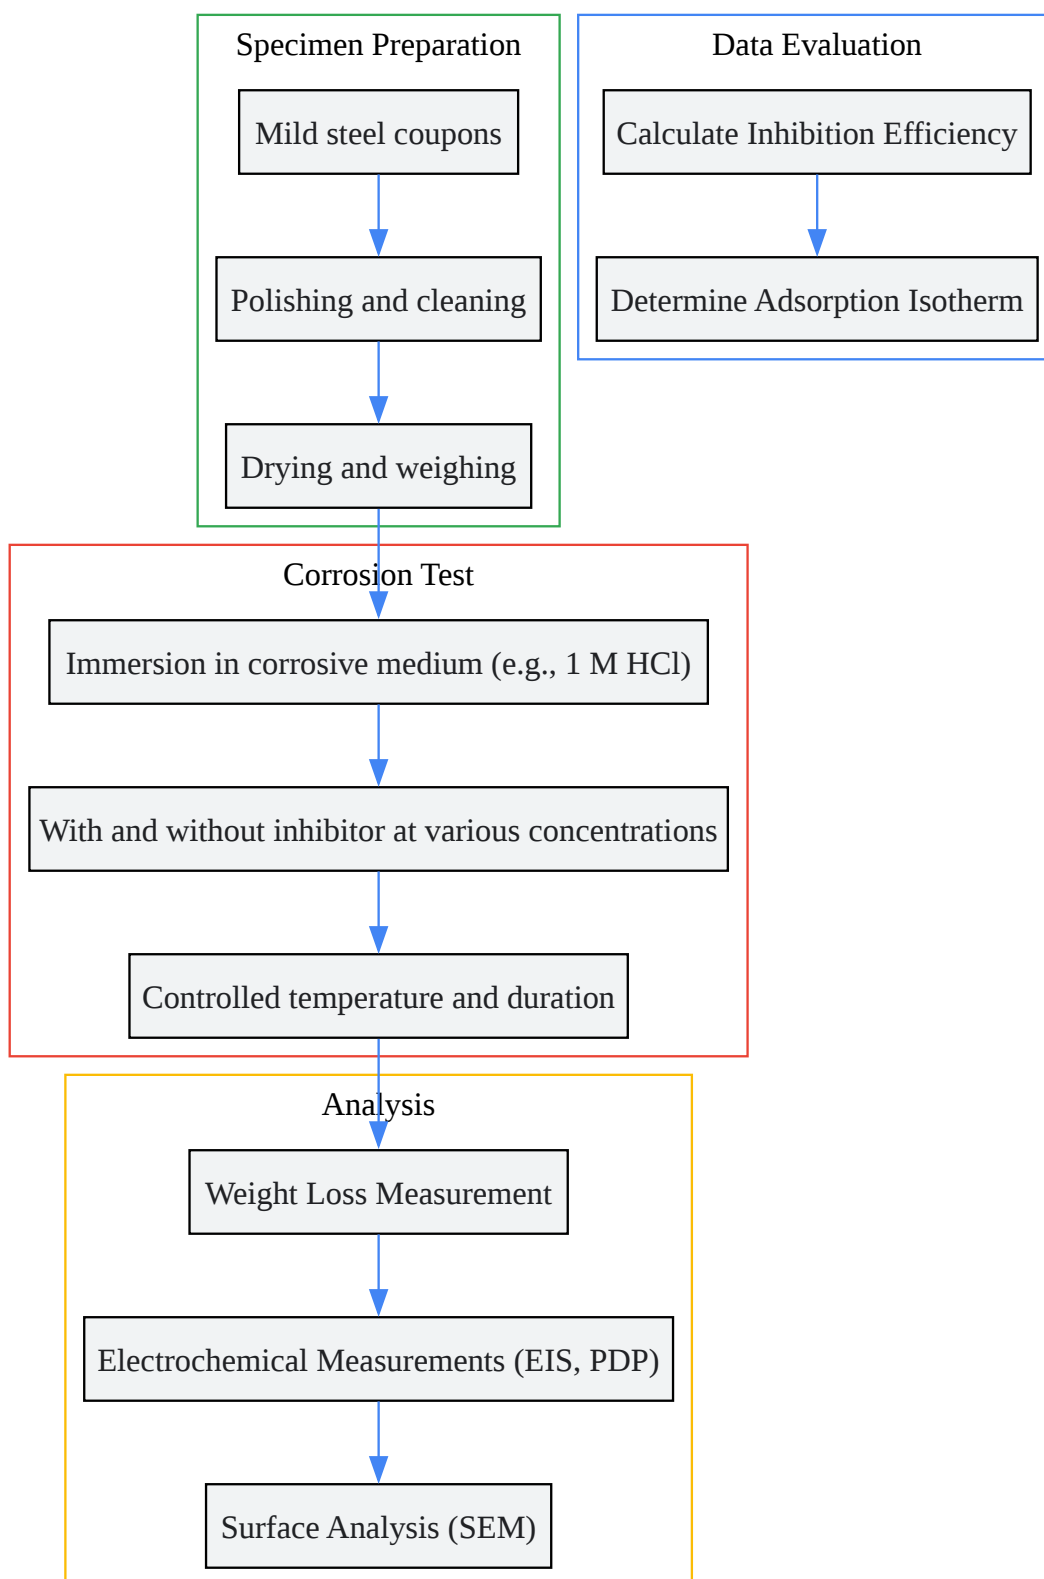 Specimen Preparation
Mild steel coupons
Polishing and cleaning
Drying and weighing
Data Evaluation
Calculate Inhibition Efficiency
Determine Adsorption Isotherm
Corrosion Test
Immersion in corrosive medium (e.g., 1 M HCl)
With and without inhibitor at various concentrations
Controlled temperature and duration
Analysis
Weight Loss Measurement
Electrochemical Measurements (EIS, PDP)
Surface Analysis (SEM)